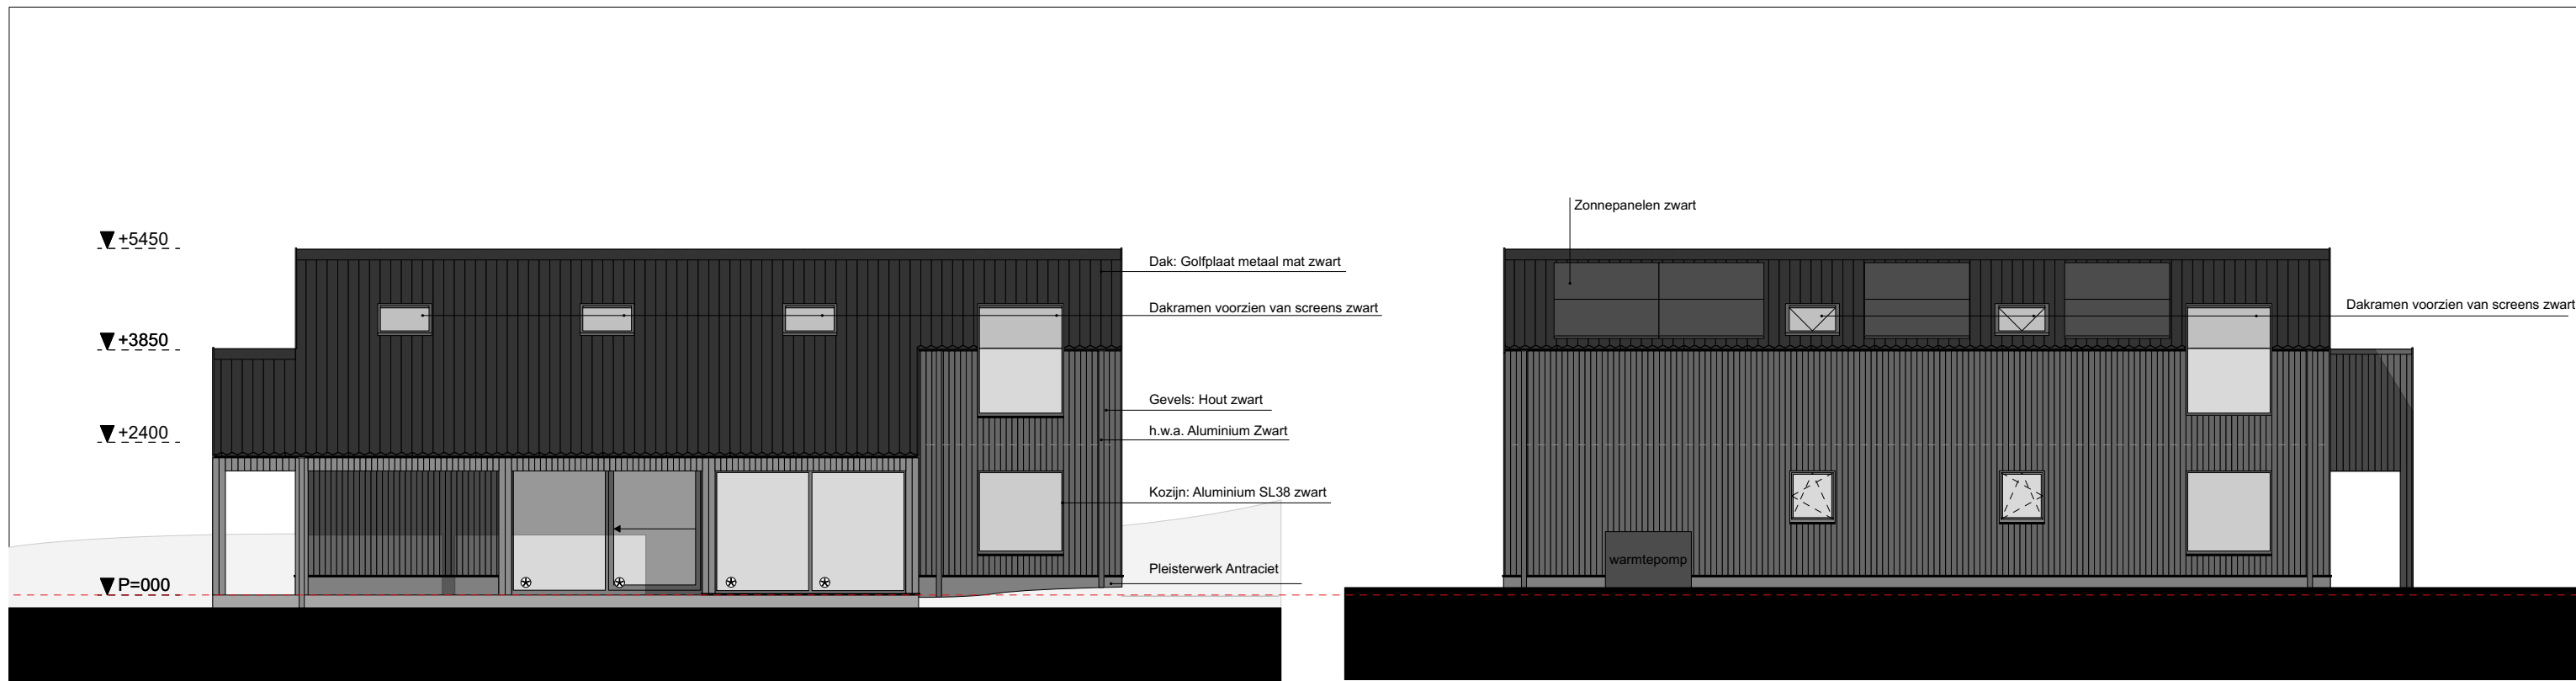 +5450
+3850
+2400
P=000
Dak: Golfplaat metaal mat zwart
Dakramen voorzien van screens zwart
Gevels: Hout zwart
h.w.a. Aluminium Zwart
Kozijn: Aluminium SL38 zwart
Pleisterwerk Antraciet
Zonnepanelen zwart
Dakramen voorzien van screens zwart
warmtepomp